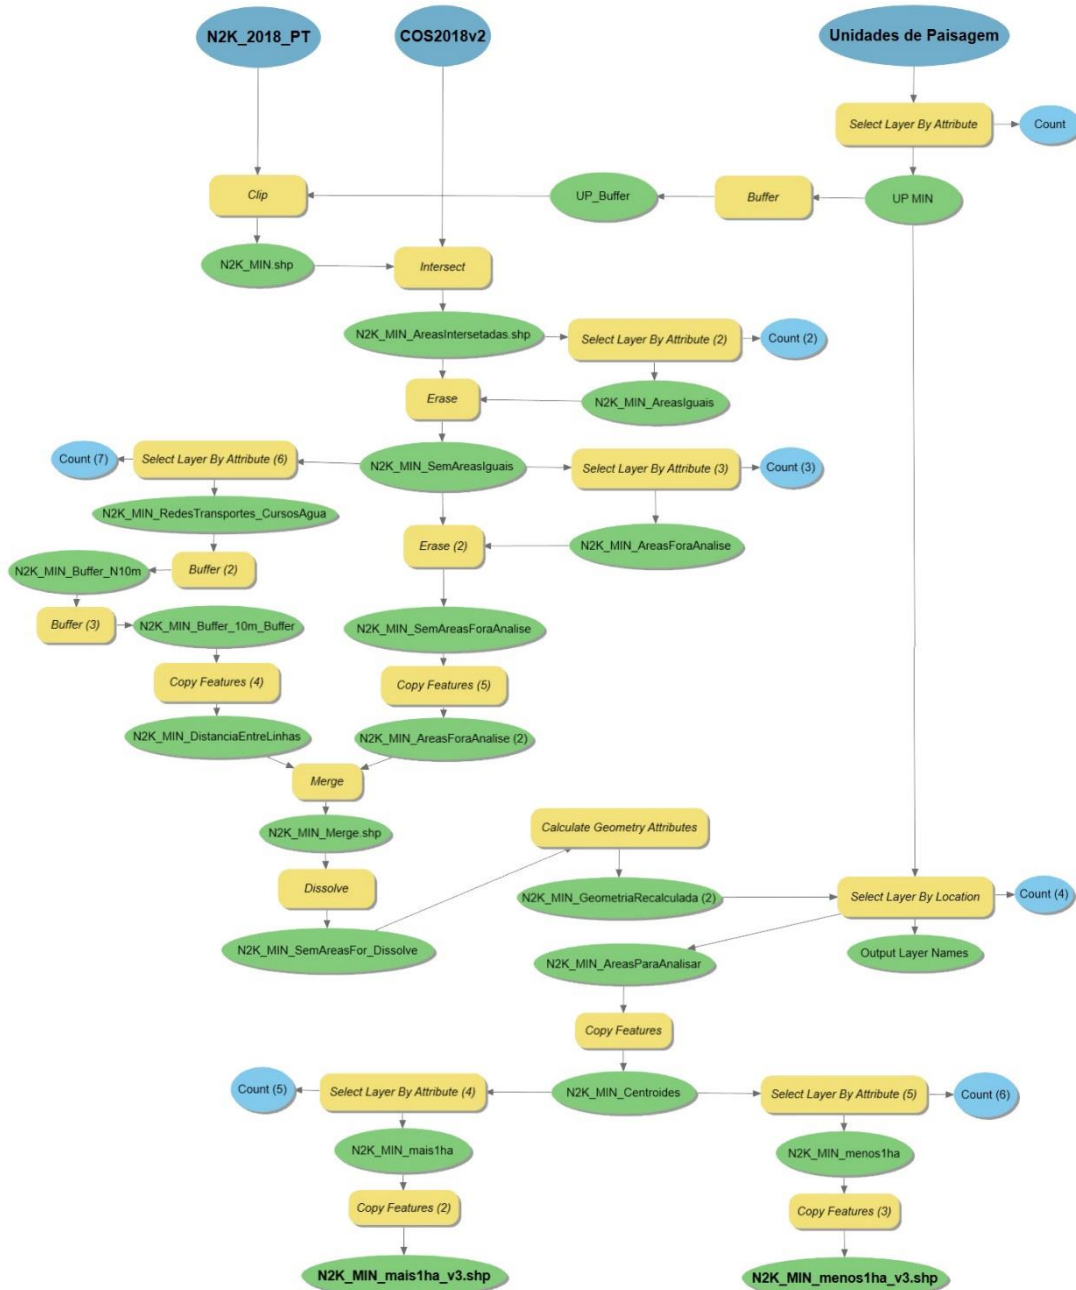 N2K_2018_PT
COS2018v2
Unidades de Paisagem
Select Layer By Attribute
Count
Clip
UP_Buffer
Buffer
UP MIN
N2K_MIN.shp
Intersect
N2K_MIN_AreasIntersetadas.shp
Select Layer By Attribute (2)
Count (2)
Erase
N2K_MIN_AreasIguais
Count (7)
Select Layer By Attribute (6)
N2K_MIN_SemAreasIguais
Select Layer By Attribute (3)
Count (3)
N2K_MIN_RedesTransportes_CursosAgua
Erase (2)
N2K_MIN_AreasForaAnalise
N2K_MIN_Buffer_N10m
Buffer (2)
Buffer (3)
N2K_MIN_Buffer_10m_Buffer
N2K_MIN_SemAreasForaAnalise
Copy Features (4)
Copy Features (5)
N2K_MIN_DistanciaEntreLinhas
N2K_MIN_AreasForaAnalise (2)
Merge
N2K_MIN_Merge.shp
Calculate Geometry Attributes
Dissolve
N2K_MIN_GeometriaRecalculada (2)
Select Layer By Location
Count (4)
N2K_MIN_SemAreasFor_Dissolve
N2K_MIN_AreasParaAnalisar
Output Layer Names
Copy Features
Count (5)
Select Layer By Attribute (4)
N2K_MIN_Centroides
Select Layer By Attribute (5)
Count (6)
N2K_MIN_mais1ha
N2K_MIN_menos1ha
Copy Features (2)
Copy Features (3)
N2K_MIN_mais1ha_v3.shp
N2K_MIN_menos1ha_v3.shp